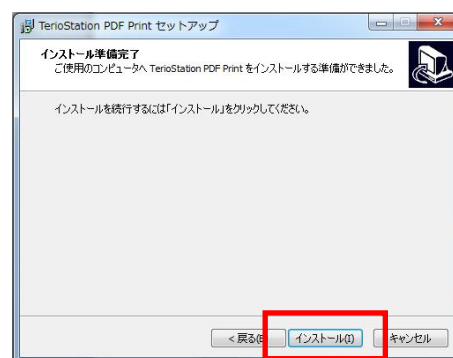 TerioStation PDF Print セットアップ
インストール準備完了
ご使用のコンピュータへ TerioStation PDF Print をインストールする準備ができました。
インストールを続行するには「インストール」をクリックしてください。
< 戻る(B インストール(I) キャンセル